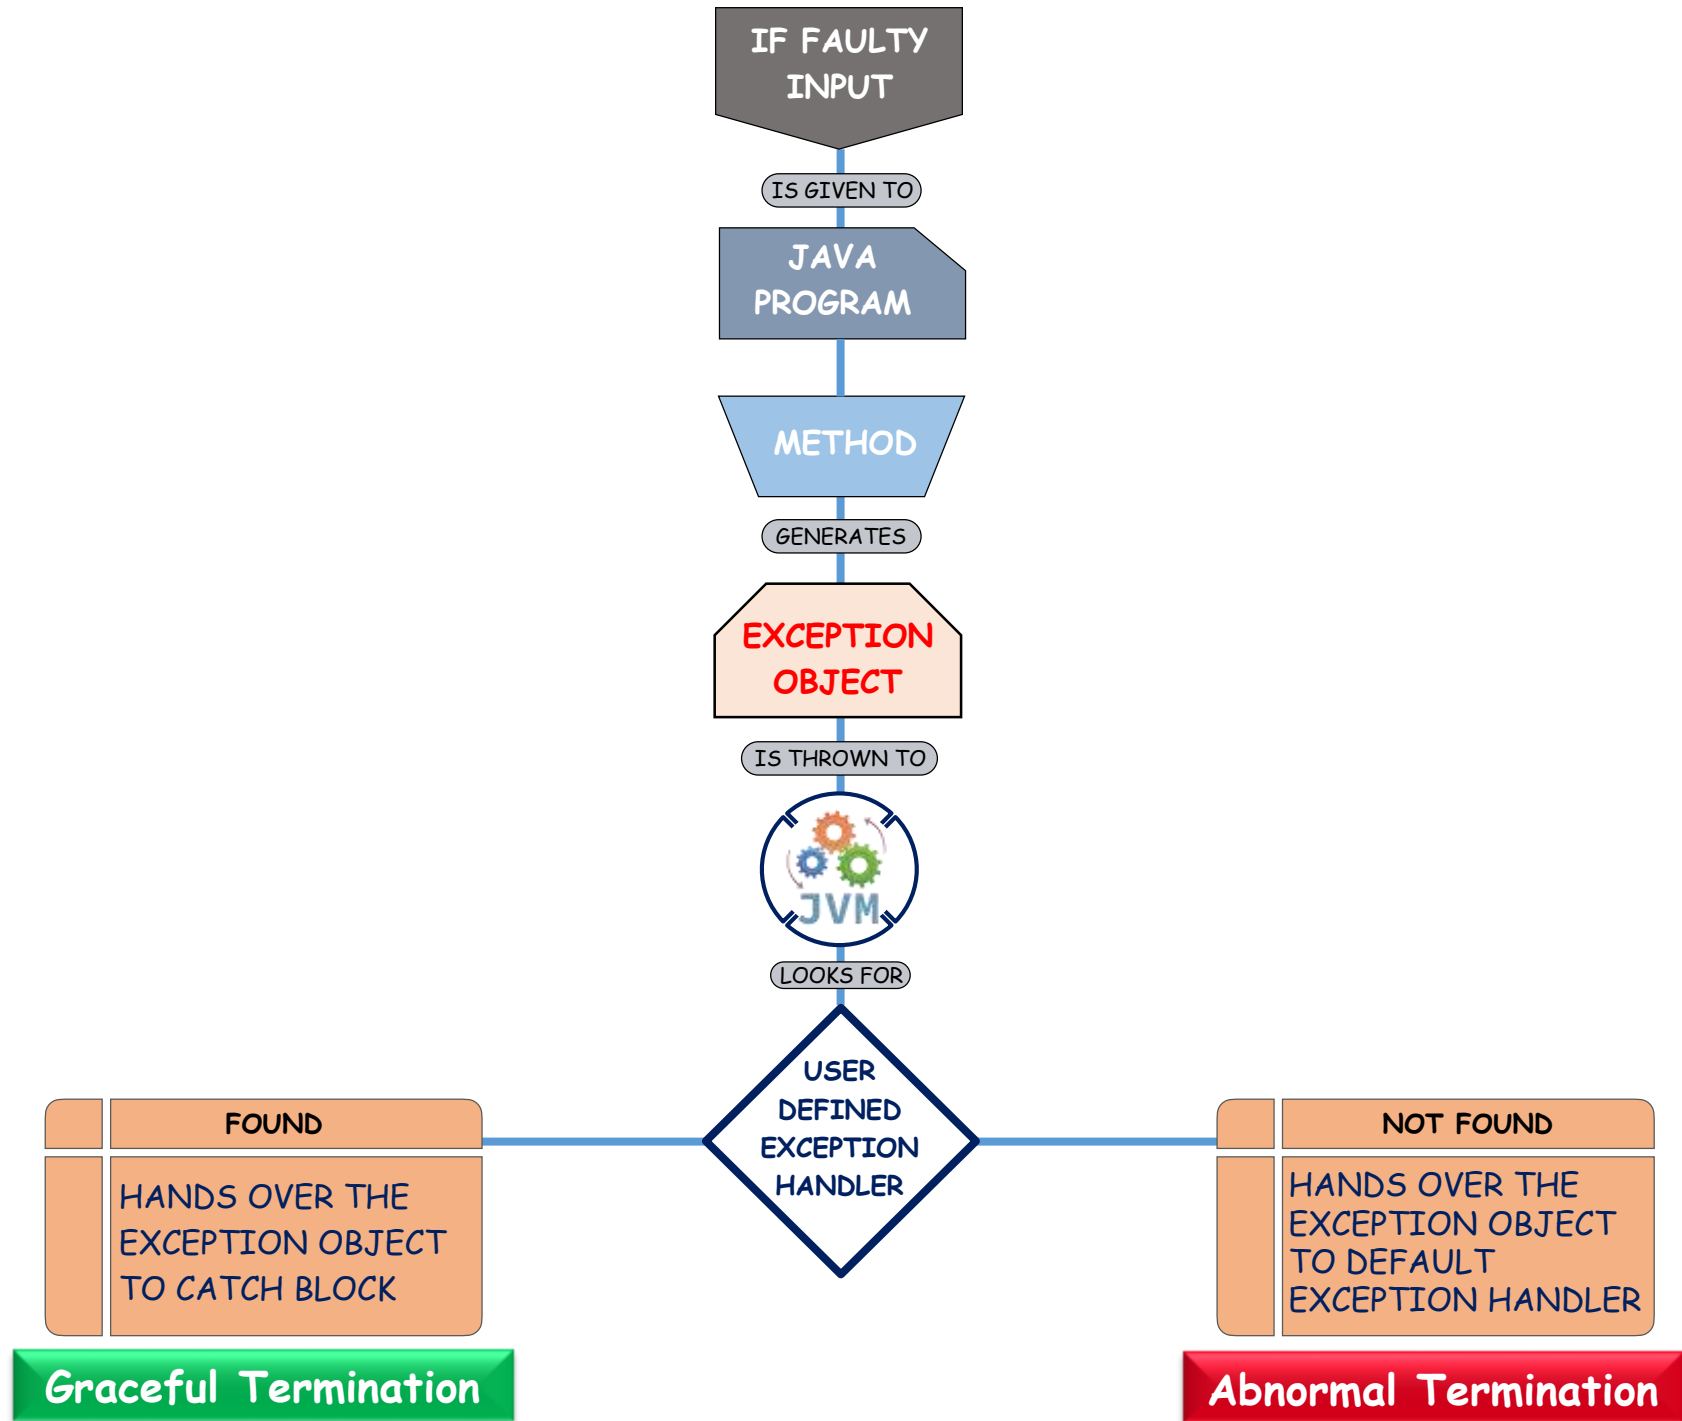 IF FAULTY
INPUT
IS GIVEN TO
JAVA
PROGRAM
METHOD
GENERATES
EXCEPTION
OBJECT
IS THROWN TO
JVM
LOOKS FOR
USER
DEFINED
EXCEPTION
HANDLER
FOUND
HANDS OVER THE
EXCEPTION OBJECT
TO CATCH BLOCK
Graceful Termination
NOT FOUND
HANDS OVER THE
EXCEPTION OBJECT
TO DEFAULT
EXCEPTION HANDLER
Abnormal Termination